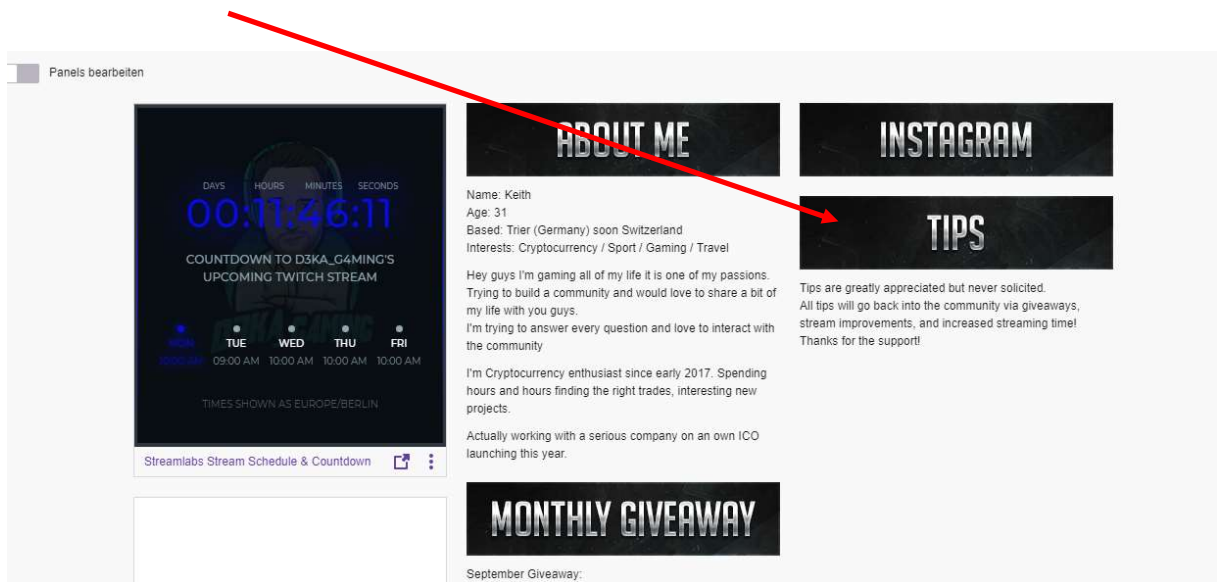 Panels bearbeiten
DAYS HOURS MINUTES SECONDS
00:11:46:11
COUNTDOWN TO D3KA_G4MING'S
UPCOMING TWITCH STREAM
D3KA G4MING
MON TUE WED THU FRI
10:00 AM 09:00 AM 10:00 AM 10:00 AM 10:00 AM
TIMES SHOWN AS EUROPE/BERLIN
Streamlabs Stream Schedule & Countdown
ABOUT ME
Name: Keith
Age: 31
Based: Trier (Germany) soon Switzerland
Interests: Cryptocurrency / Sport / Gaming / Travel
Hey guys I'm gaming all of my life it is one of my passions.
Trying to build a community and would love to share a bit of
my life with you guys.
I'm trying to answer every question and love to interact with
the community
I'm Cryptocurrency enthusiast since early 2017. Spending
hours and hours finding the right trades, interesting new
projects.
Actually working with a serious company on an own ICO
launching this year.
MONTHLY GIVEAWAY
September Giveaway:
INSTAGRAM
TIPS
Tips are greatly appreciated but never solicited.
All tips will go back into the community via giveaways,
stream improvements, and increased streaming time!
Thanks for the support!